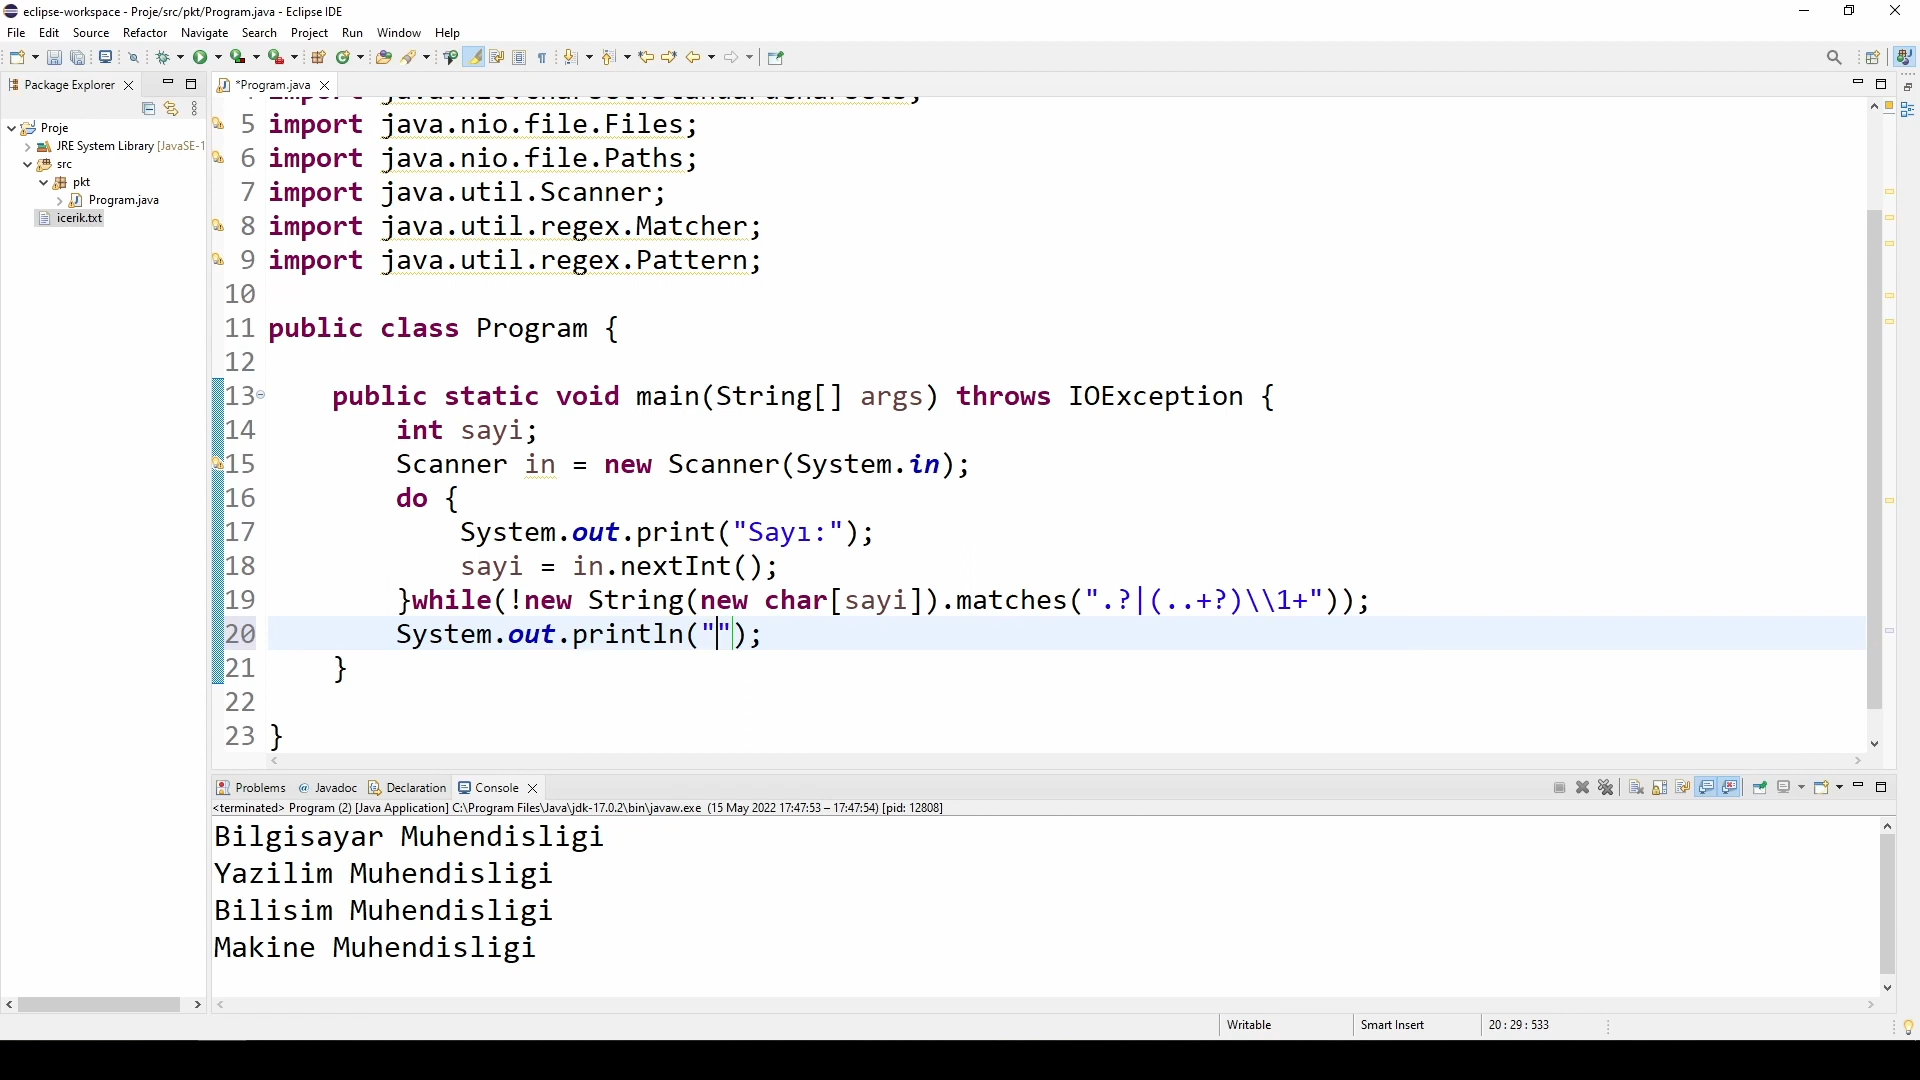 eclipse-workspace - Proje/src/pkt/Program.java - Eclipse IDE
File Edit Source Refactor Navigate Search Project Run Window Help
Package Explorer
*Program.java
Proje
JRE System Library [JavaSE-1
src
pkt
Program.java
icerik.txt
5 import java.nio.file.Files;
6 import java.nio.file.Paths;
7 import java.util.Scanner;
8 import java.util.regex.Matcher;
9 import java.util.regex.Pattern;
10
11 public class Program {
12
13 public static void main(String[] args) throws IOException {
14 int sayi;
15 Scanner in = new Scanner(System.in);
16 do {
17 System.out.print("Sayı:");
18 sayi = in.nextInt();
19 }while(!new String(new char[sayi]).matches(".?|(..+?)\\1+"));
20 System.out.println("");
21 }
22
23 }
Problems @ Javadoc Declaration Console
<terminated> Program (2) [Java Application] C:\Program Files\Java\jdk-17.0.2\bin\javaw.exe (15 May 2022 17:47:53 – 17:47:54) [pid: 12808]
Bilgisayar Muhendisligi
Yazilim Muhendisligi
Bilisim Muhendisligi
Makine Muhendisligi
Writable Smart Insert 20 : 29 : 533